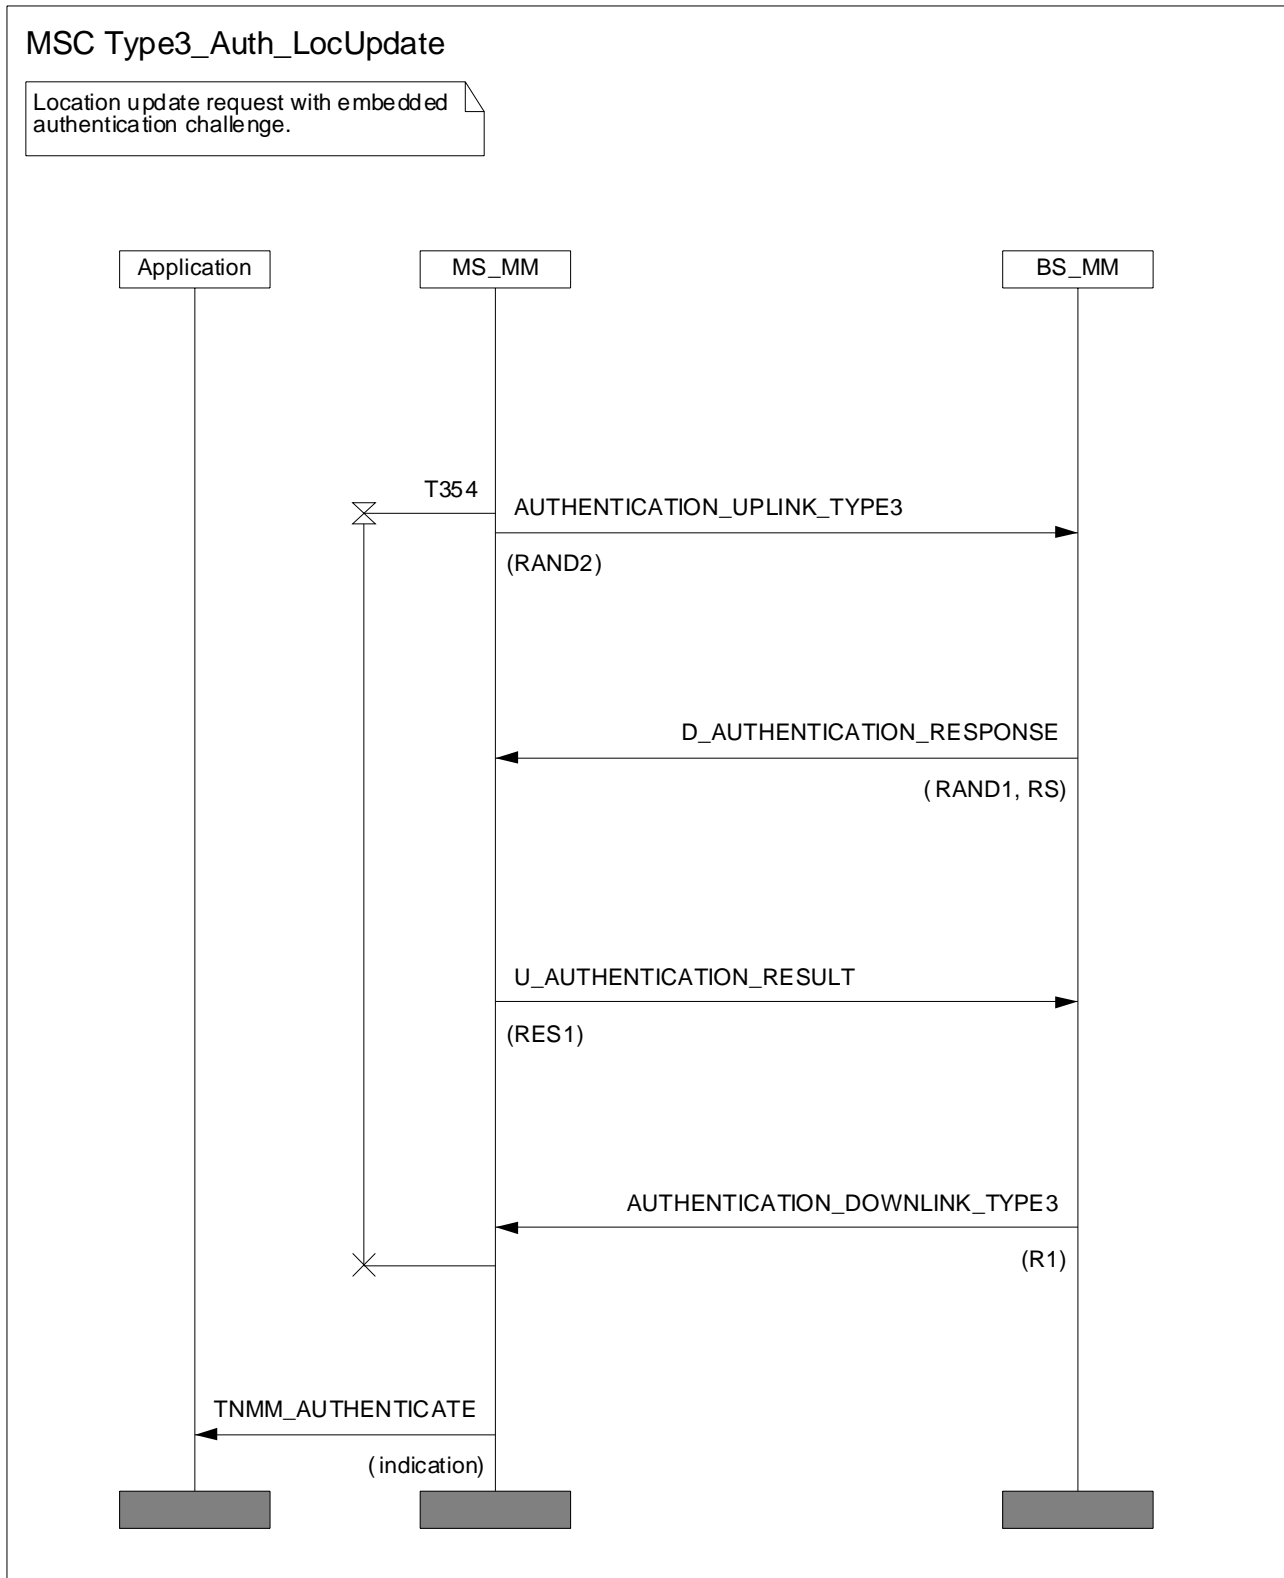 MSC Type3_Auth_LocUpdate
Location update request with embedded
authentication challenge.
Application
MS_MM
BS_MM
T354
AUTHENTICATION_UPLINK_TYPE3
(RAND2)
D_AUTHENTICATION_RESPONSE
(RAND1, RS)
U_AUTHENTICATION_RESULT
(RES1)
AUTHENTICATION_DOWNLINK_TYPE3
(R1)
TNMM_AUTHENTICATE
(indication)